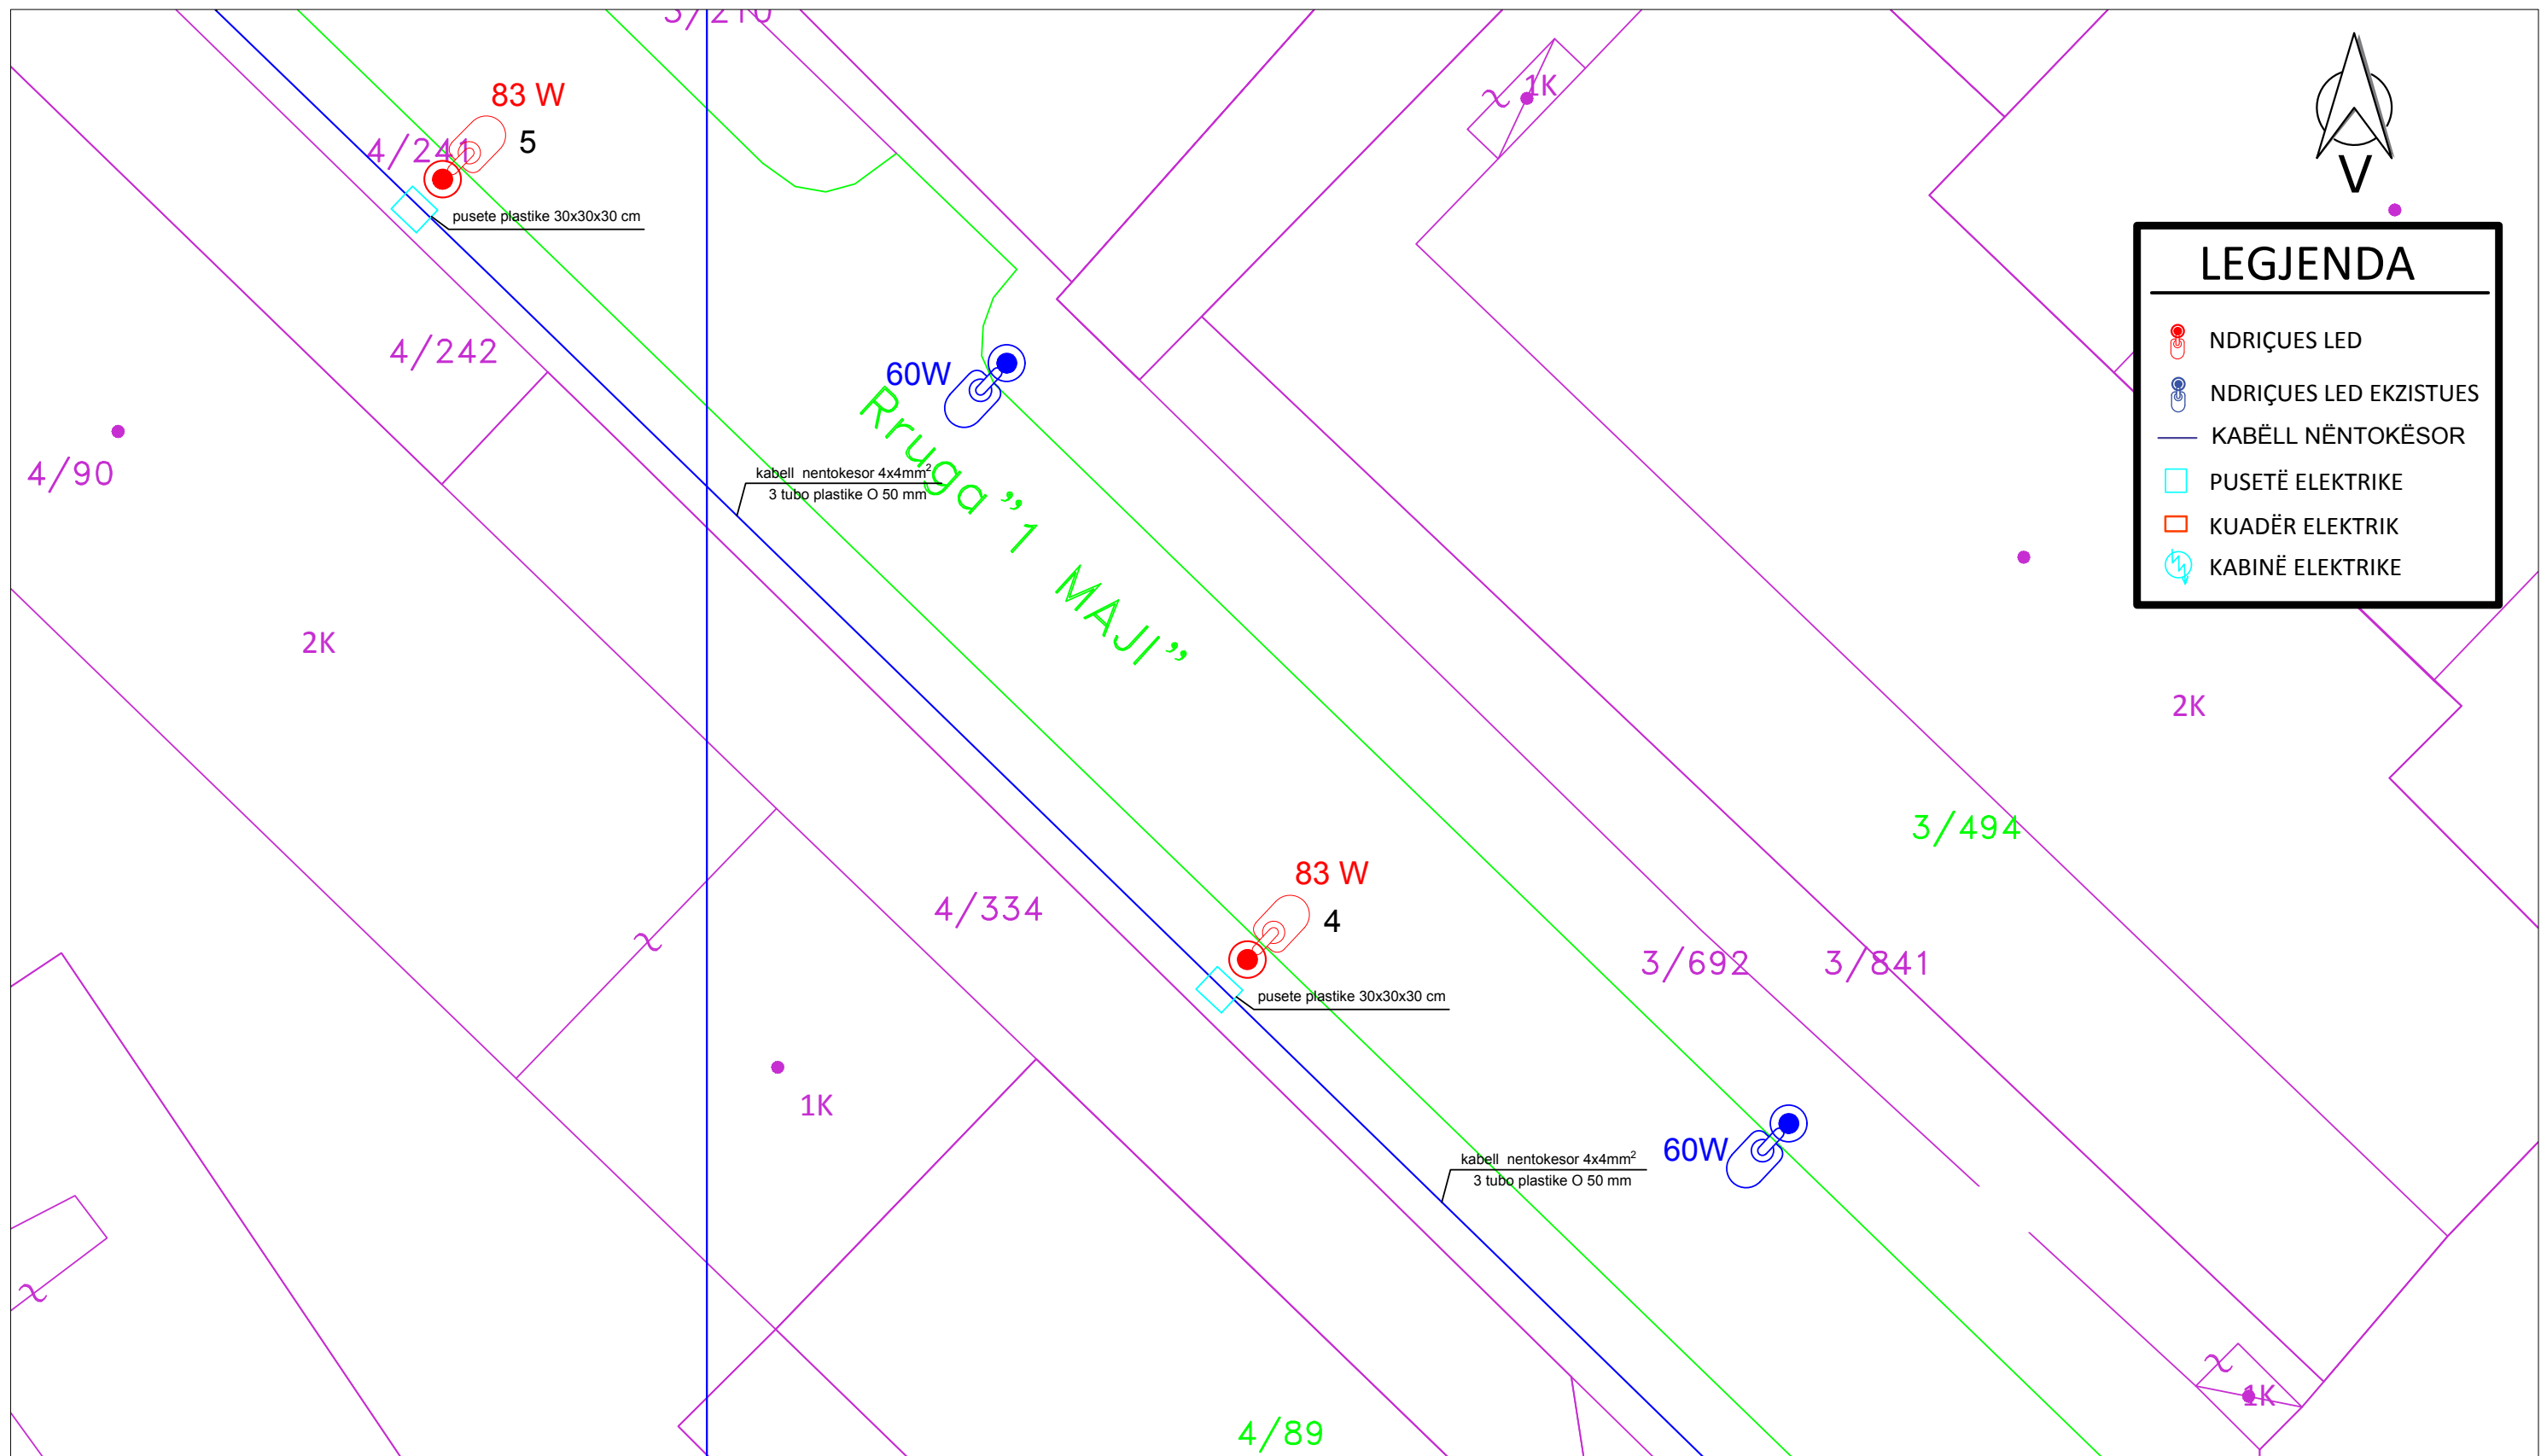 83 W
5
4/241
pusete plastike 30x30x30 cm
1K
V
LEGJENDA
NDRIÇUES LED
NDRIÇUES LED EKZISTUES
KABËLL NËNTOKËSOR
PUSETË ELEKTRIKE
KUADËR ELEKTRIK
KABINË ELEKTRIKE
4/242
60W
4/90
kabell nentokesor 4x4mm²
3 tubo plastike O 50 mm
Rruga "1 MAJI"
2K
2K
3/494
83 W
4
4/334
3/692
3/841
pusete plastike 30x30x30 cm
1K
60W
kabell nentokesor 4x4mm²
3 tubo plastike O 50 mm
1K
4/89